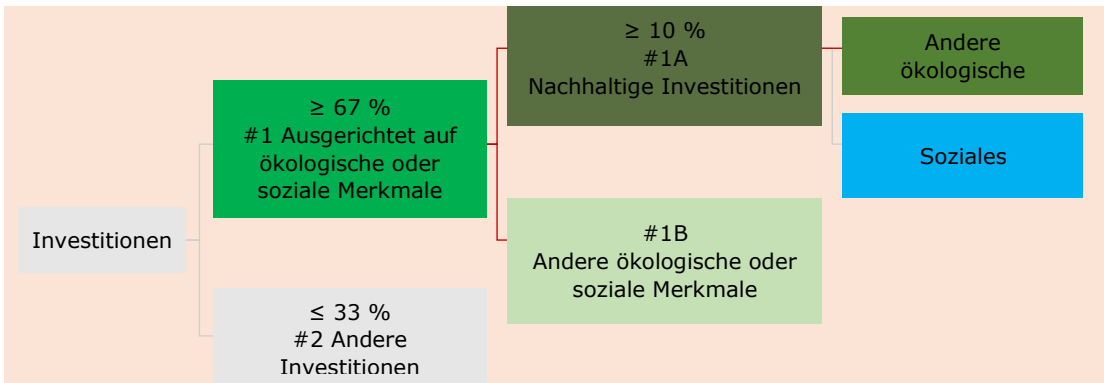 Investitionen
≥ 67 %
#1 Ausgerichtet auf
ökologische oder
soziale Merkmale
≤ 33 %
#2 Andere
Investitionen
≥ 10 %
#1A
Nachhaltige Investitionen
#1B
Andere ökologische oder
soziale Merkmale
Andere
ökologische
Soziales